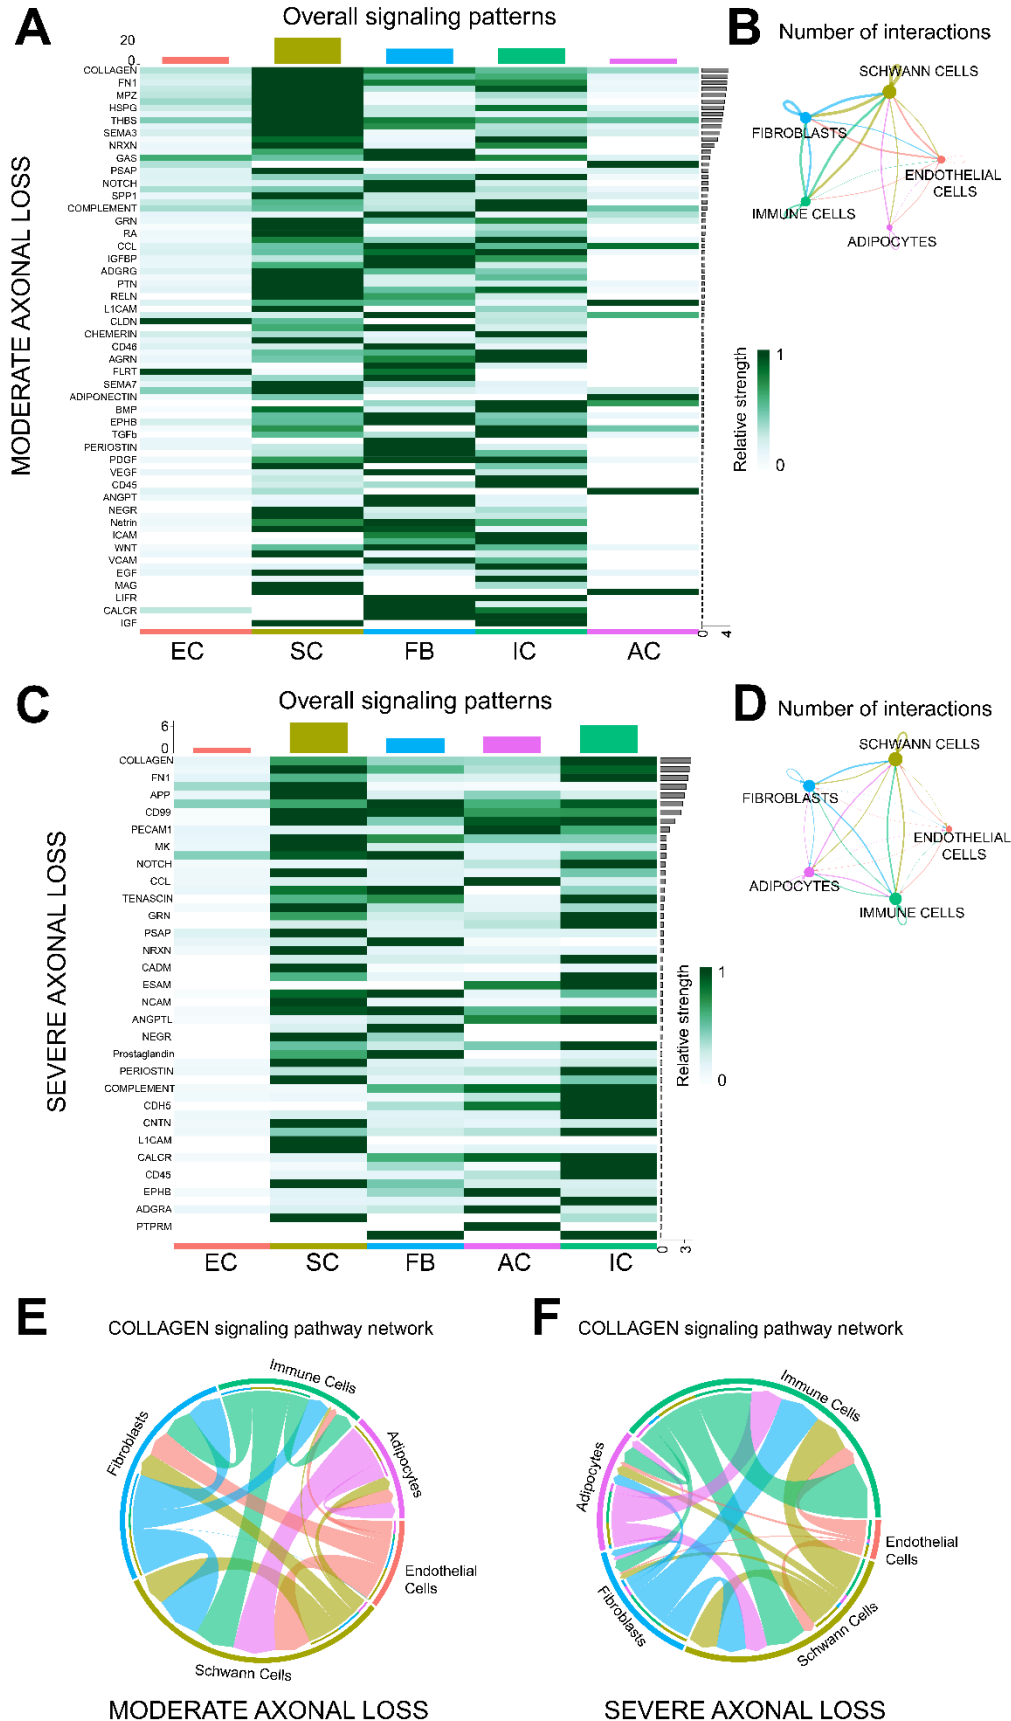 A
Overall signaling patterns
20
0
COLLAGEN
FN1
MPZ
HSPG
THBS
SEMA3
NRXN
GAS
PSAP
NOTCH
SPP1
COMPLEMENT
GRN
RA
CCL
IGFBP
ADGRG
PTN
RELN
L1CAM
CLDN
CHEMERIN
CD46
AGRN
FLRT
SEMA7
ADIPONECTIN
BMP
EPHB
TGFb
PERIOSTIN
PDGF
VEGF
CD45
ANGPT
NEGR
Netrin
ICAM
WNT
VCAM
EGF
MAG
LIFR
CALCR
IGF
MODERATE AXONAL LOSS
EC
SC
FB
IC
AC
0
4
B
Number of interactions
SCHWANN CELLS
FIBROBLASTS
ENDOTHELIAL
CELLS
IMMUNE CELLS
ADIPOCYTES
Relative strength
1
0
C
Overall signaling patterns
6
0
COLLAGEN
FN1
APP
CD99
PECAM1
MK
NOTCH
CCL
TENASCIN
GRN
PSAP
NRXN
CADM
ESAM
NCAM
ANGPTL
NEGR
Prostaglandin
PERIOSTIN
COMPLEMENT
CDH5
CNTN
L1CAM
CALCR
CD45
EPHB
ADGRA
PTPRM
SEVERE AXONAL LOSS
EC
SC
FB
AC
IC
0
3
D
Number of interactions
SCHWANN CELLS
FIBROBLASTS
ENDOTHELIAL
CELLS
ADIPOCYTES
IMMUNE CELLS
Relative strength
1
0
E
COLLAGEN signaling pathway network
Immune Cells
Fibroblasts
Adipocytes
Endothelial
Cells
Schwann Cells
MODERATE AXONAL LOSS
F
COLLAGEN signaling pathway network
Immune Cells
Adipocytes
Endothelial
Cells
Fibroblasts
Schwann Cells
SEVERE AXONAL LOSS